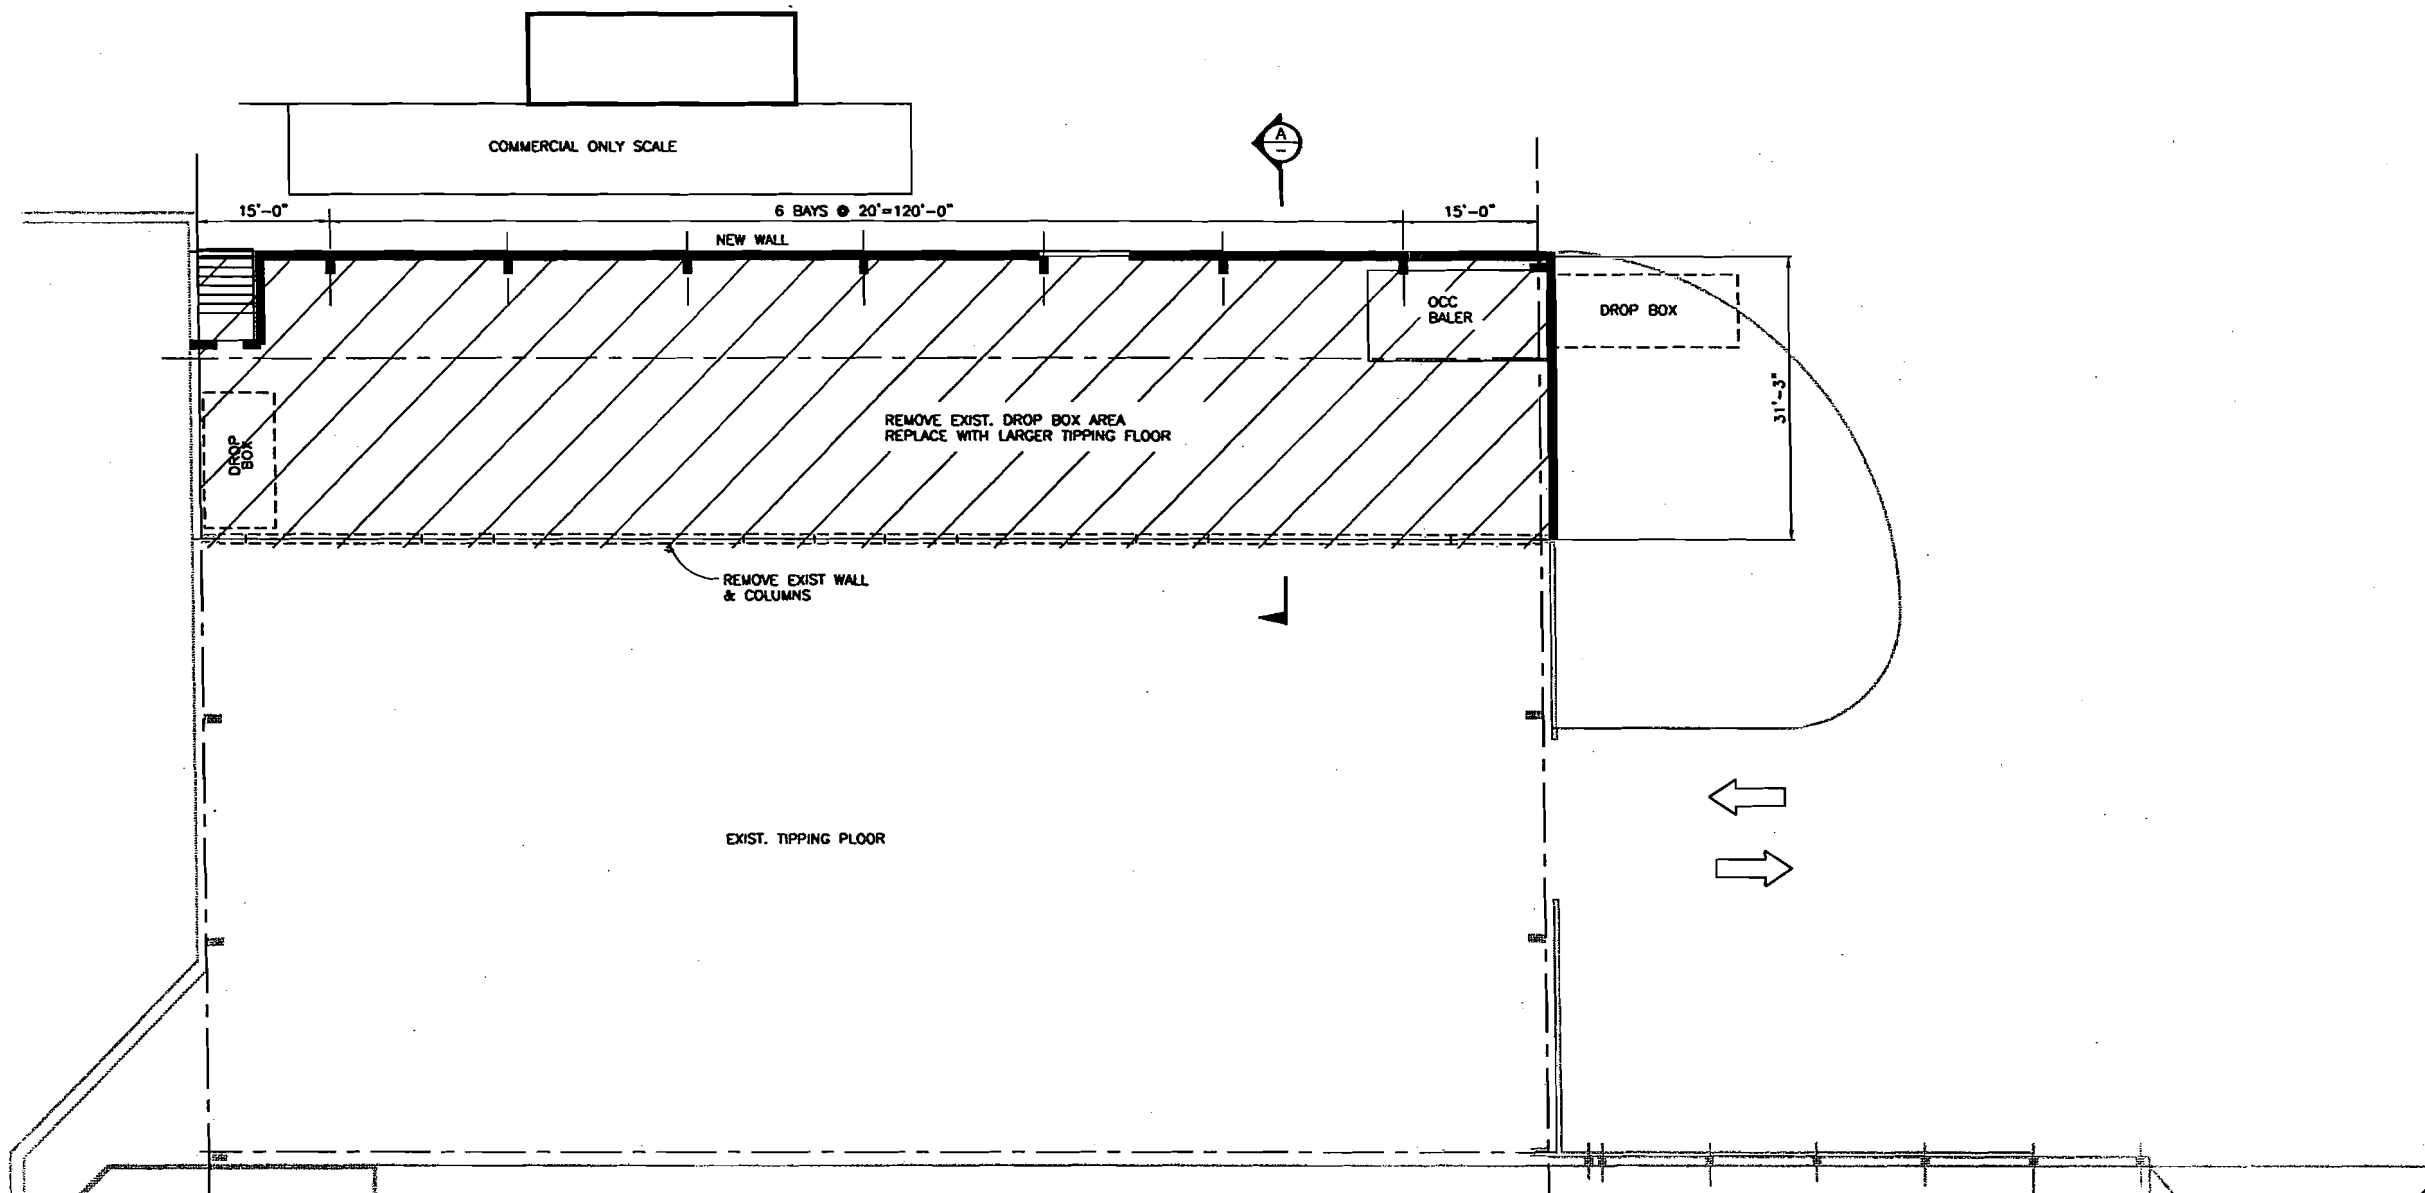 COMMERCIAL ONLY SCALE
A
15'-0"
6 BAYS @ 20'=120'-0"
15'-0"
NEW WALL
OCC
BALER
DROP BOX
31'-3"
REMOVE EXIST. DROP BOX AREA
REPLACE WITH LARGER TIPPING FLOOR
DROP
BOX
REMOVE EXIST WALL
& COLUMNS
EXIST. TIPPING PLOOR